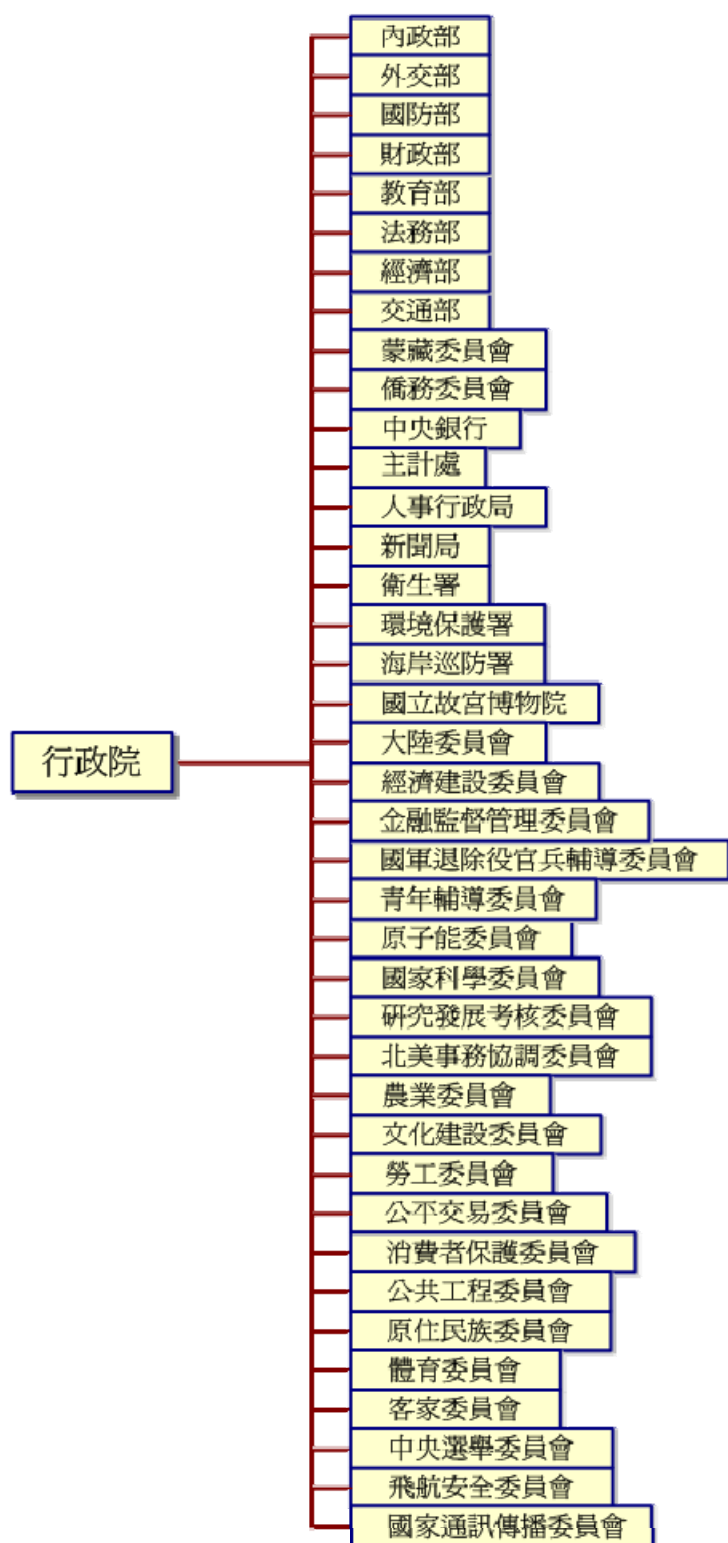 內政部
外交部
國防部
財政部
教育部
法務部
經濟部
交通部
蒙藏委員會
僑務委員會
中央銀行
主計處
人事行政局
新聞局
衛生署
環境保護署
海岸巡防署
國立故宮博物院
行政院
大陸委員會
經濟建設委員會
金融監督管理委員會
國軍退除役官兵輔導委員會
青年輔導委員會
原子能委員會
國家科學委員會
研究發展考核委員會
北美事務協調委員會
農業委員會
文化建設委員會
勞工委員會
公平交易委員會
消費者保護委員會
公共工程委員會
原住民族委員會
體育委員會
客家委員會
中央選舉委員會
飛航安全委員會
國家通訊傳播委員會